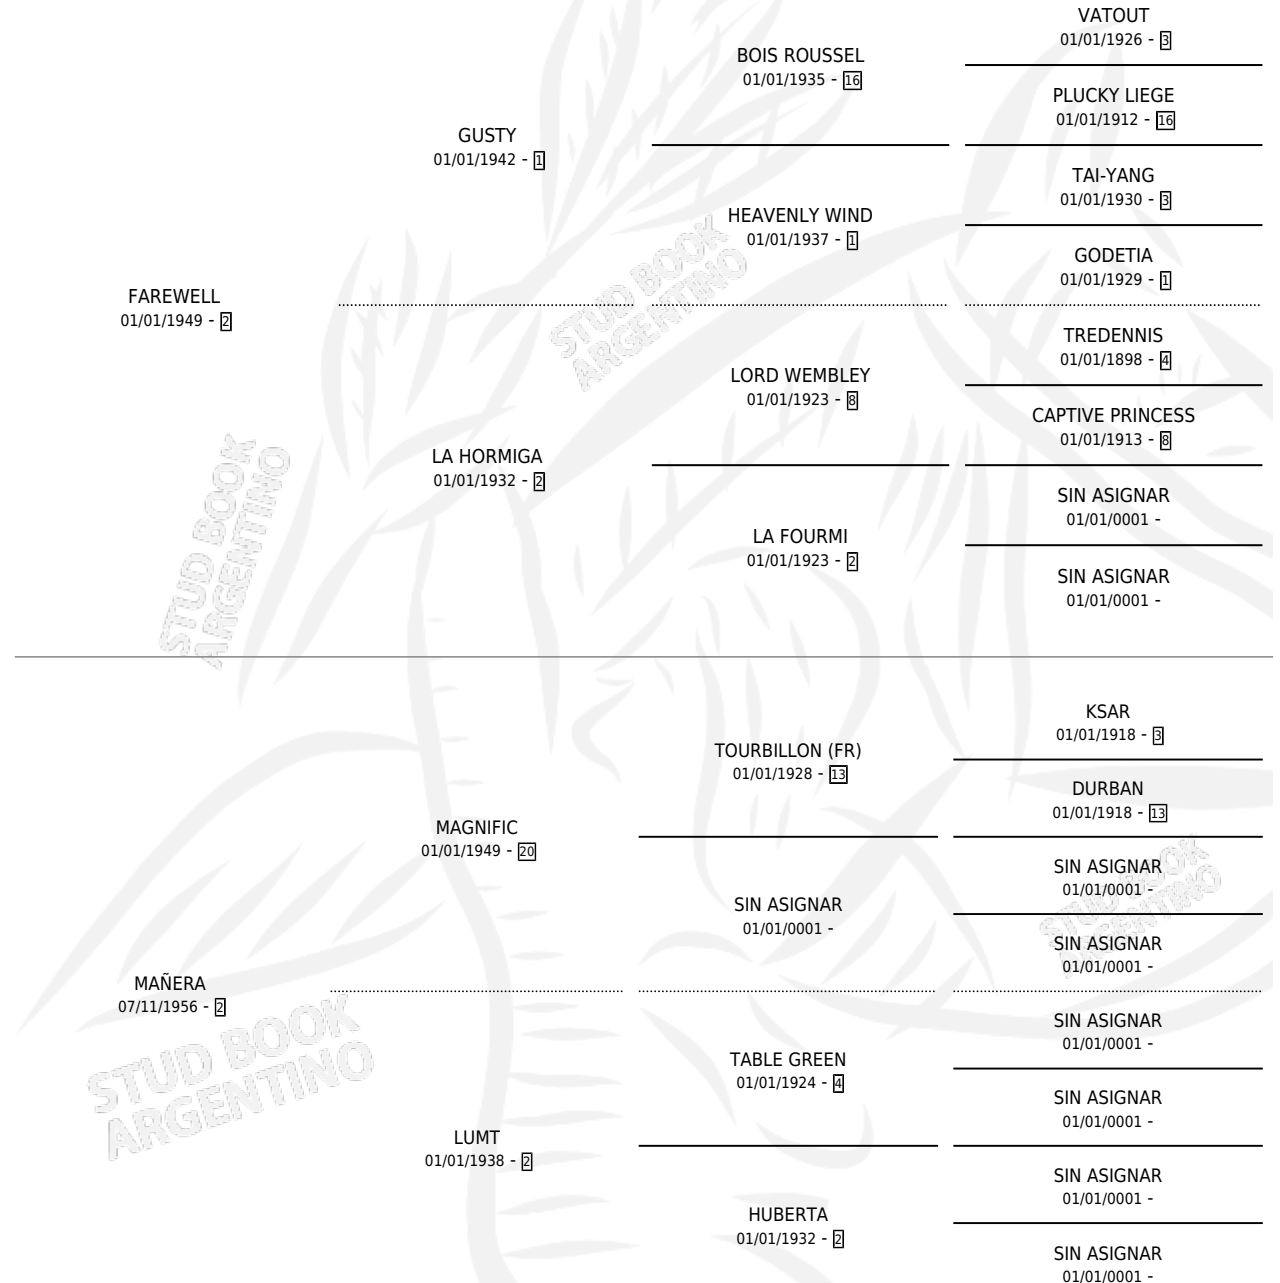 VATOUT
01/01/1926 - 3
BOIS ROUSSEL
01/01/1935 - 16
PLUCKY LIEGE
01/01/1912 - 16
GUSTY
01/01/1942 - 1
TAI-YANG
01/01/1930 - 3
HEAVENLY WIND
01/01/1937 - 1
GODETIA
01/01/1929 - 1
FAREWELL
01/01/1949 - 2
TREDENNIS
01/01/1898 - 4
LORD WEMBLEY
01/01/1923 - 8
CAPTIVE PRINCESS
01/01/1913 - 8
LA HORMIGA
01/01/1932 - 2
SIN ASIGNAR
01/01/0001 -
LA FOURMI
01/01/1923 - 2
SIN ASIGNAR
01/01/0001 -
KSAR
01/01/1918 - 3
TOURBILLON (FR)
01/01/1928 - 13
DURBAN
01/01/1918 - 13
MAGNIFIC
01/01/1949 - 20
SIN ASIGNAR
01/01/0001 -
SIN ASIGNAR
01/01/0001 -
SIN ASIGNAR
01/01/0001 -
MAÑERA
07/11/1956 - 2
SIN ASIGNAR
01/01/0001 -
TABLE GREEN
01/01/1924 - 4
SIN ASIGNAR
01/01/0001 -
LUMT
01/01/1938 - 2
SIN ASIGNAR
01/01/0001 -
HUBERTA
01/01/1932 - 2
SIN ASIGNAR
01/01/0001 -
STUD BOOK
ARGENTINO
STUD BOOK
ARGENTINO
STUD BOOK
ARGENTINO
STUD BOOK
ARGENTINO